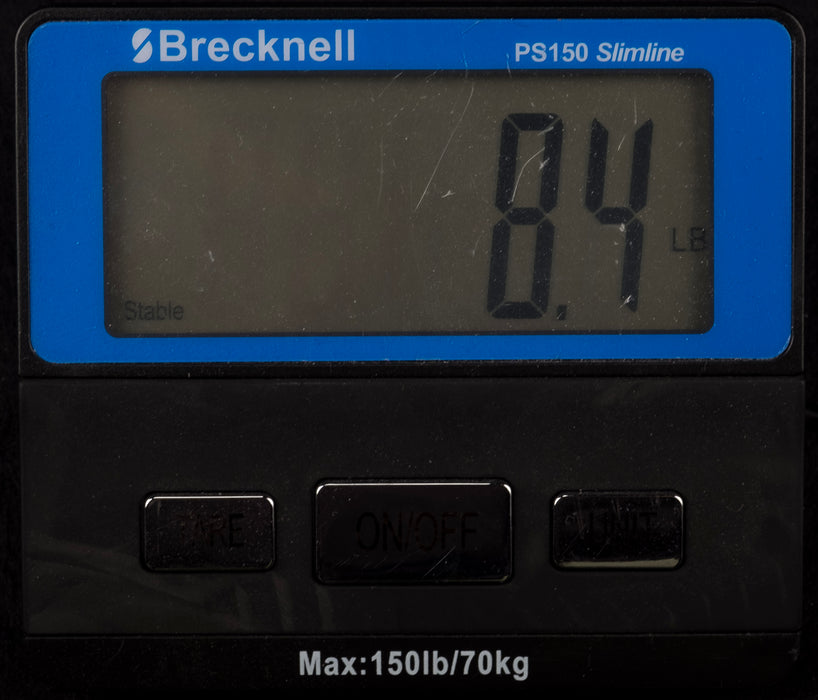 Brecknell
PS150 Slimline
8.4
LB
Stable
TARE
ON/OFF
UNIT
Max:150lb/70kg